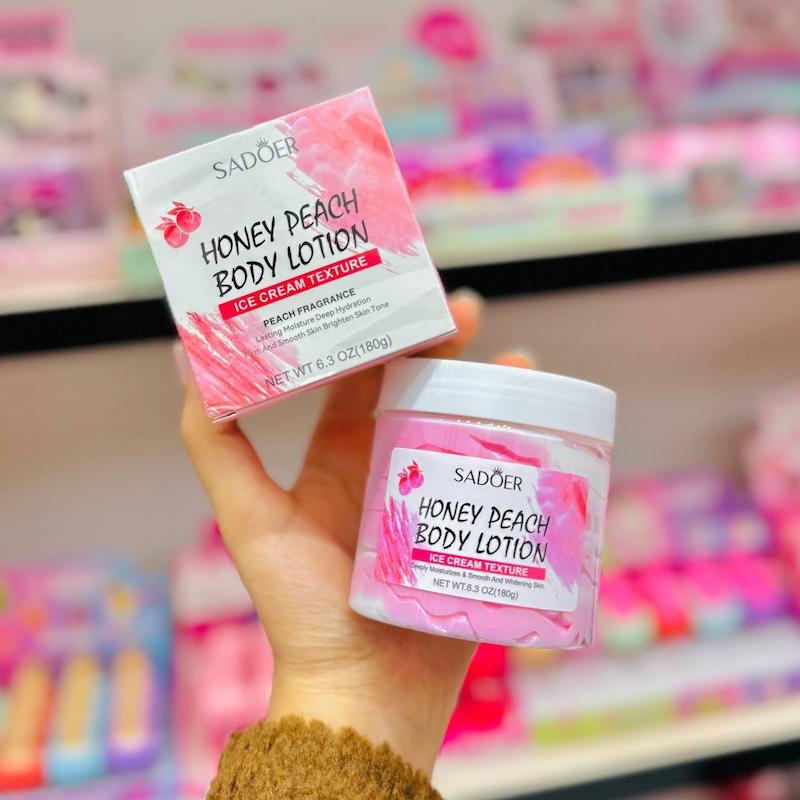 SADOER
HONEY PEACH
BODY LOTION
ICE CREAM TEXTURE
PEACH FRAGRANCE
Lasting Moisture Deep Hydration
Firm And Smooth Skin Brighten Skin Tone
NET WT 6.3 OZ(180g)
SADOER
HONEY PEACH
BODY LOTION
ICE CREAM TEXTURE
Deeply Moisturizes & Smooth And Whitening Skin
NET WT.6.3 OZ(180g)